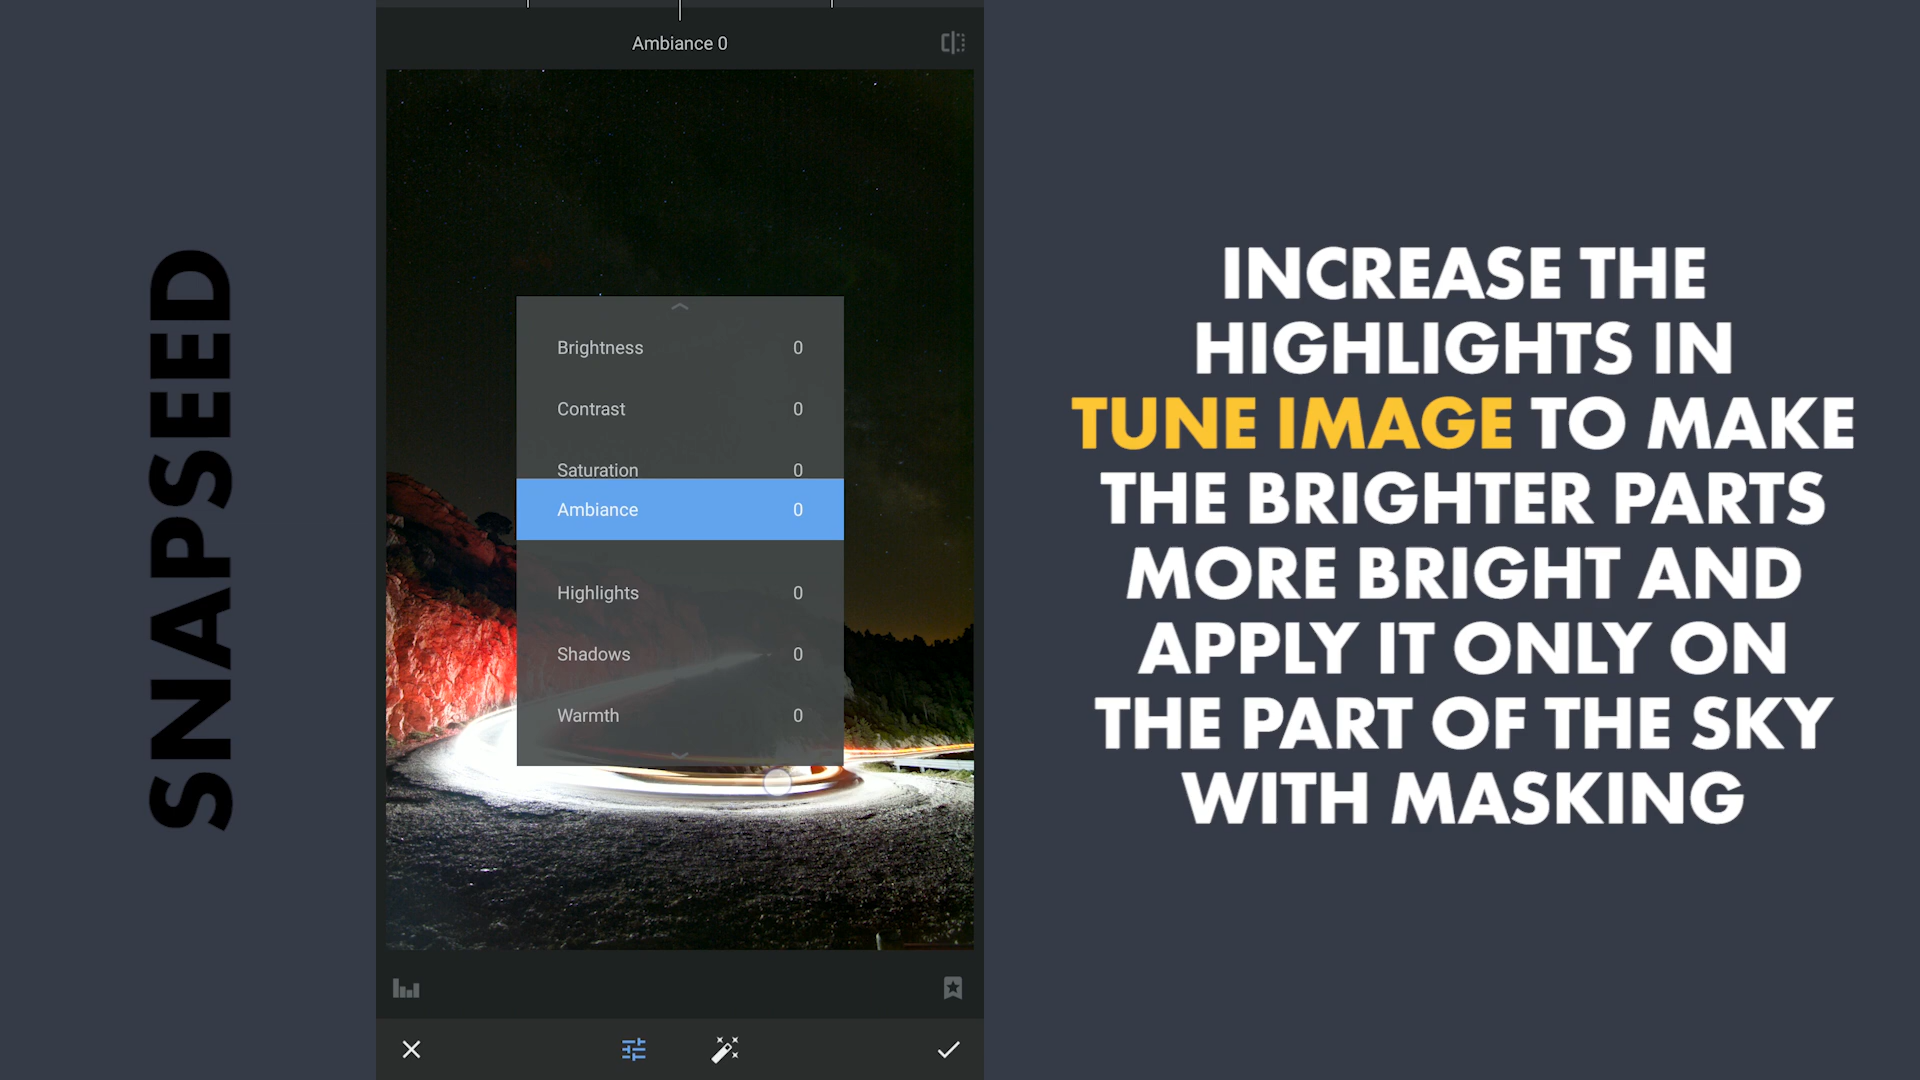 SNAPSEED
Ambiance 0
Brightness 0
Contrast 0
Saturation 0
Ambiance 0
Highlights 0
Shadows 0
Warmth 0
INCREASE THE
HIGHLIGHTS IN
TUNE IMAGE TO MAKE
THE BRIGHTER PARTS
MORE BRIGHT AND
APPLY IT ONLY ON
THE PART OF THE SKY
WITH MASKING